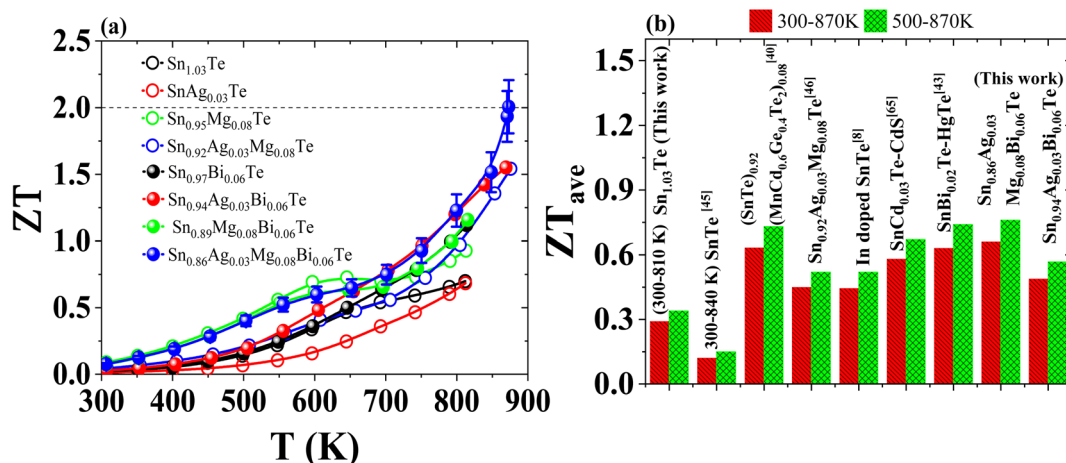 (a)
2.5
2.0
1.5
1.0
0.5
0.0
ZT
Sn1.03Te
SnAg0.03Te
Sn0.95Mg0.08Te
Sn0.92Ag0.03Mg0.08Te
Sn0.97Bi0.06Te
Sn0.94Ag0.03Bi0.06Te
Sn0.89Mg0.08Bi0.06Te
Sn0.86Ag0.03Mg0.08Bi0.06Te
300 400 500 600 700 800 900
T (K)
(b)
300-870K 500-870K
1.5
1.2
0.9
0.6
0.3
0.0
ZTave
(300-810 K) Sn1.03Te (This work)
300-840 K) SnTe[45]
(SnTe)0.92
(MnCd0.6Ge0.4Te2)0.08[40]
Sn0.92Ag0.03Mg0.08Te[46]
In doped SnTe[8]
SnCd0.03Te-CdS[65]
SnBi0.02Te-HgTe[43]
(This work)
Sn0.86Ag0.03
Mg0.08Bi0.06Te
Sn0.94Ag0.03Bi0.06Te